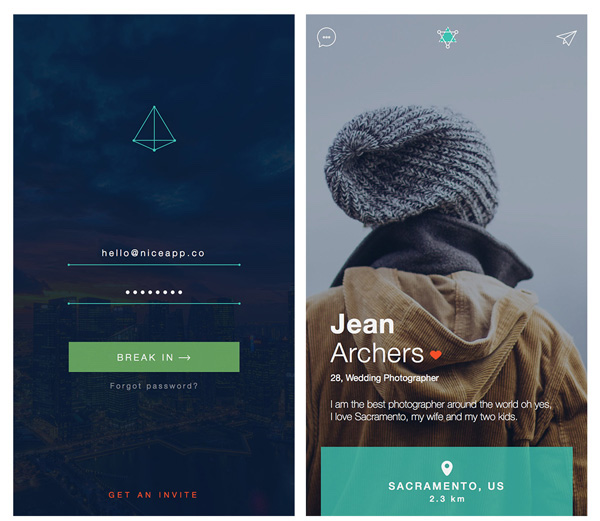 hello@niceapp.co
••••••••
BREAK IN →
Forgot password?
GET AN INVITE
Jean
Archers
28, Wedding Photographer
I am the best photographer around the world oh yes,
I love Sacramento, my wife and my two kids.
SACRAMENTO, US
2.3 km